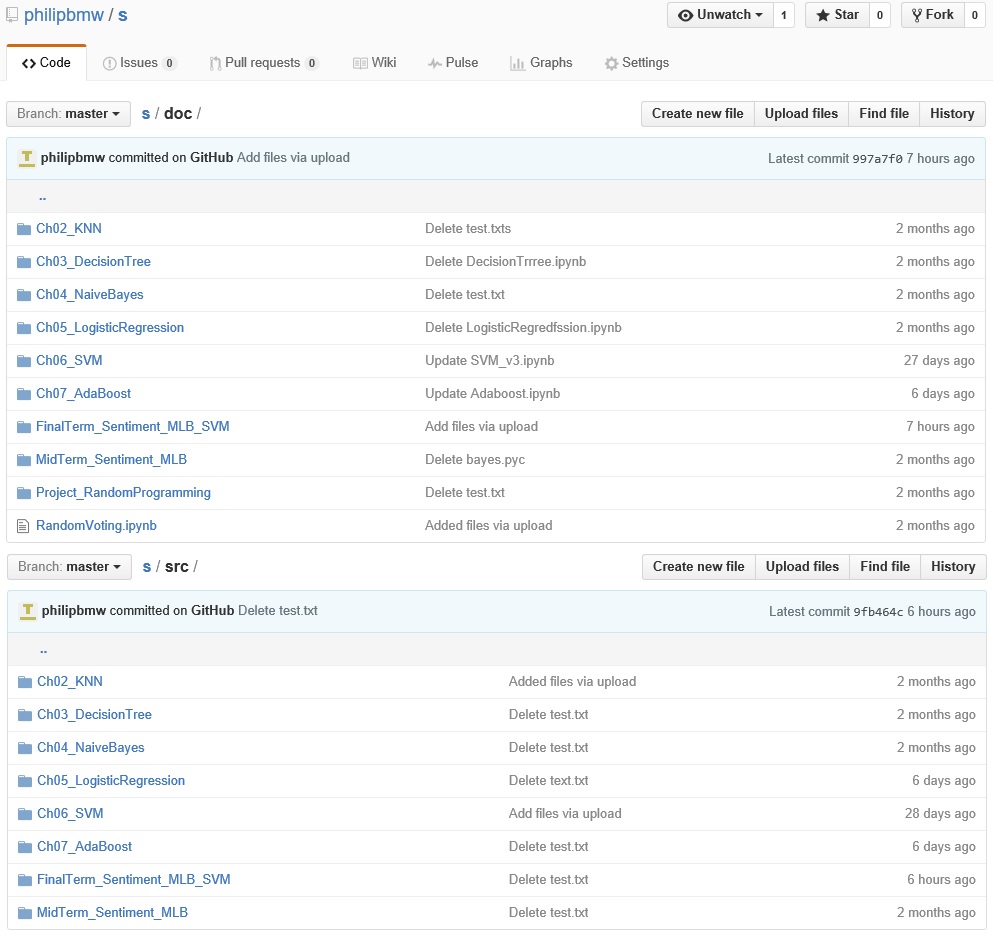 philipbmw / s Unwatch 1 Star 0 Fork 0
Code Issues 0 Pull requests 0 Wiki Pulse Graphs Settings
Branch: master s / doc / Create new file Upload files Find file History
philipbmw committed on GitHub Add files via upload Latest commit 997a7f0 7 hours ago
..
Ch02_KNN Delete test.txts 2 months ago
Ch03_DecisionTree Delete DecisionTrrree.ipynb 2 months ago
Ch04_NaiveBayes Delete test.txt 2 months ago
Ch05_LogisticRegression Delete LogisticRegredfssion.ipynb 2 months ago
Ch06_SVM Update SVM_v3.ipynb 27 days ago
Ch07_AdaBoost Update Adaboost.ipynb 6 days ago
FinalTerm_Sentiment_MLB_SVM Add files via upload 7 hours ago
MidTerm_Sentiment_MLB Delete bayes.pyc 2 months ago
Project_RandomProgramming Delete test.txt 2 months ago
RandomVoting.ipynb Added files via upload 2 months ago
Branch: master s / src / Create new file Upload files Find file History
philipbmw committed on GitHub Delete test.txt Latest commit 9fb464c 6 hours ago
..
Ch02_KNN Added files via upload 2 months ago
Ch03_DecisionTree Delete test.txt 2 months ago
Ch04_NaiveBayes Delete test.txt 2 months ago
Ch05_LogisticRegression Delete text.txt 6 days ago
Ch06_SVM Add files via upload 28 days ago
Ch07_AdaBoost Delete test.txt 6 days ago
FinalTerm_Sentiment_MLB_SVM Delete test.txt 6 hours ago
MidTerm_Sentiment_MLB Delete test.txt 2 months ago